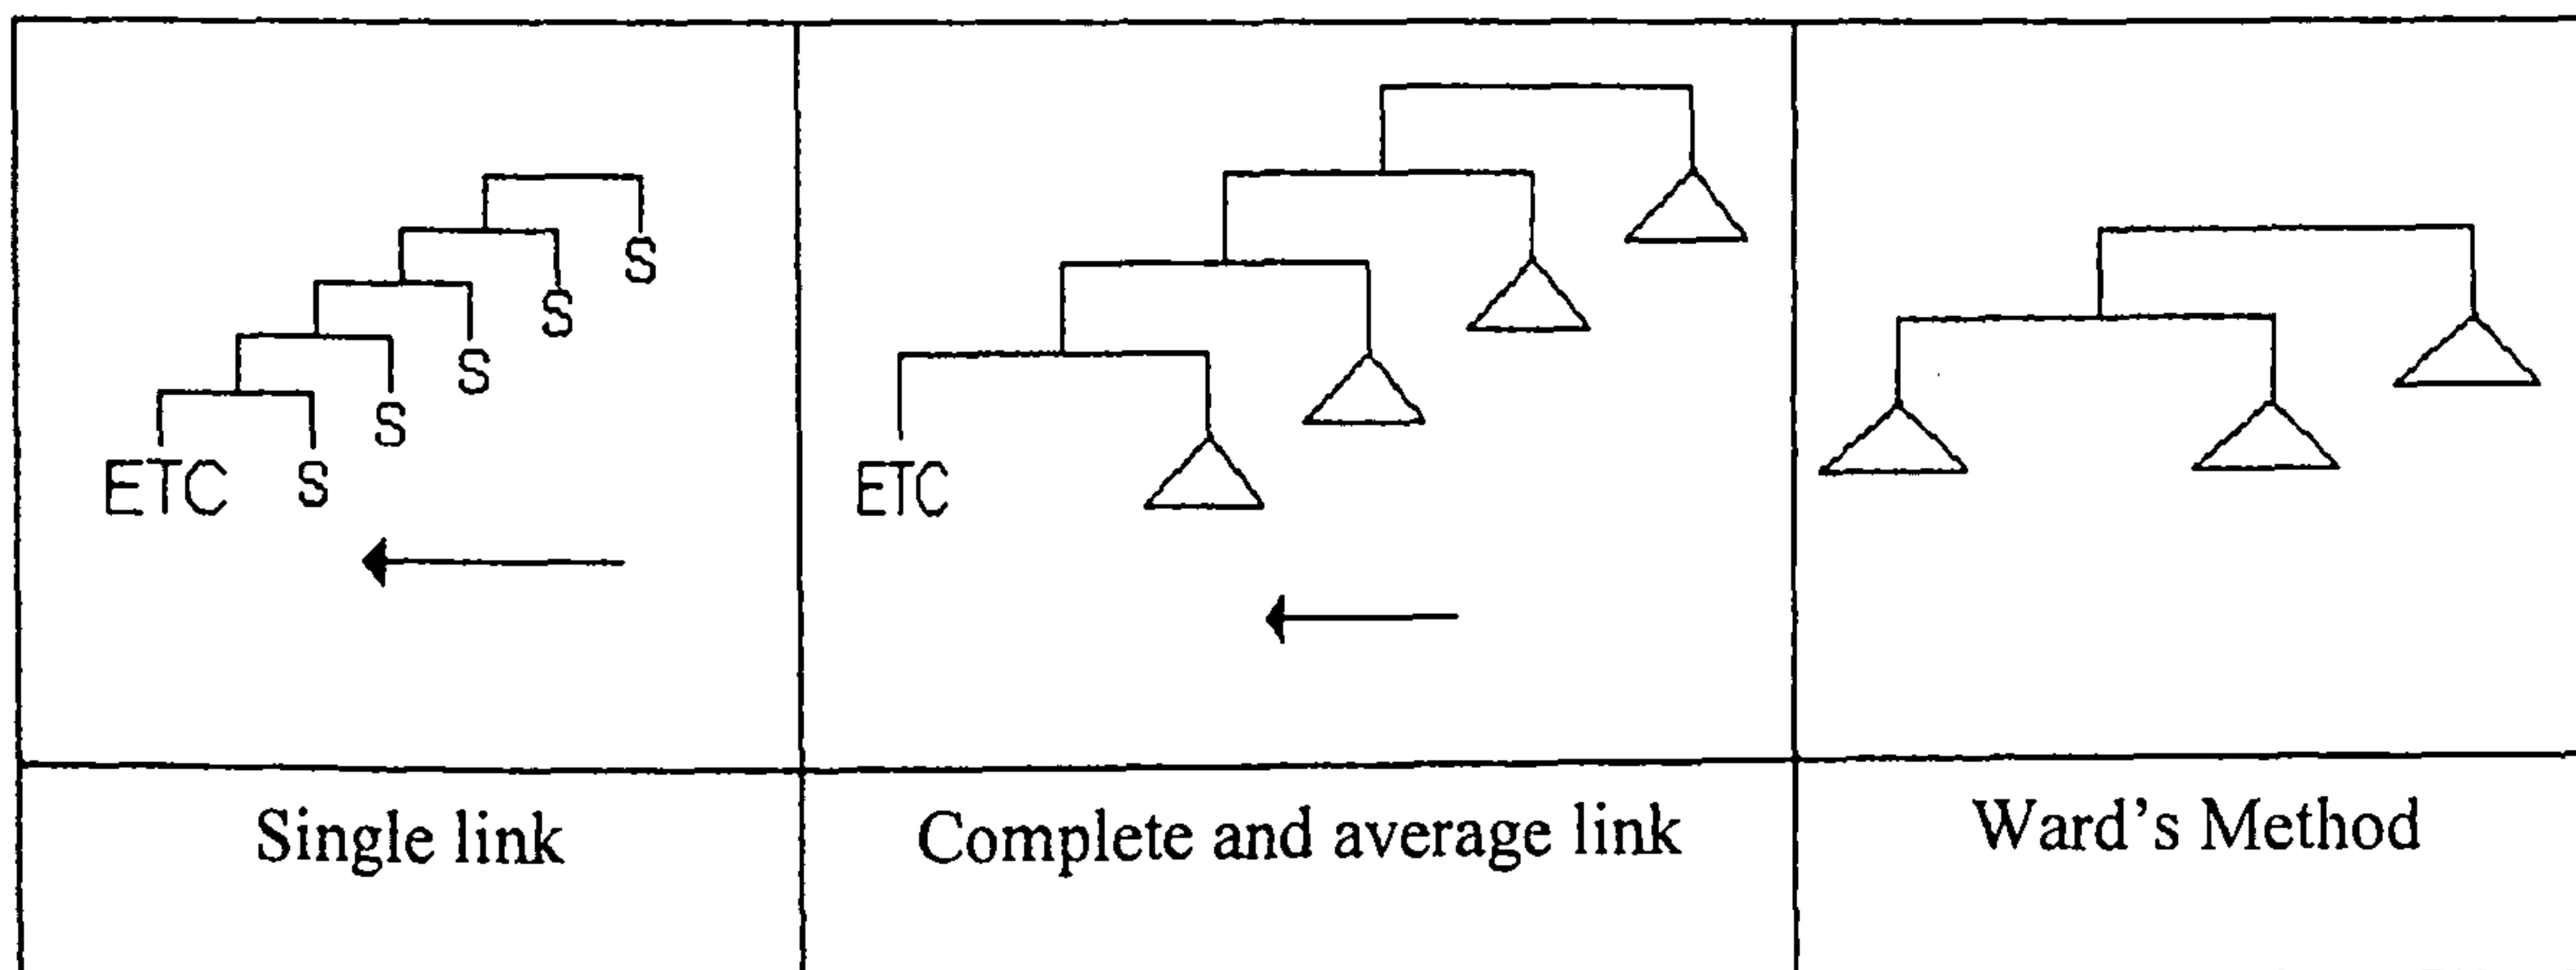 S
S
S
S
ETC S
ETC
Single link
Complete and average link
Ward's Method